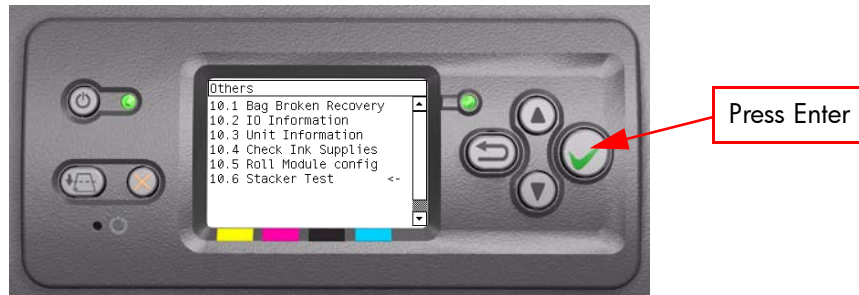 Others
10.1 Bag Broken Recovery
10.2 IO Information
10.3 Unit Information
10.4 Check Ink Supplies
10.5 Roll Module config
10.6 Stacker Test <-
Press Enter